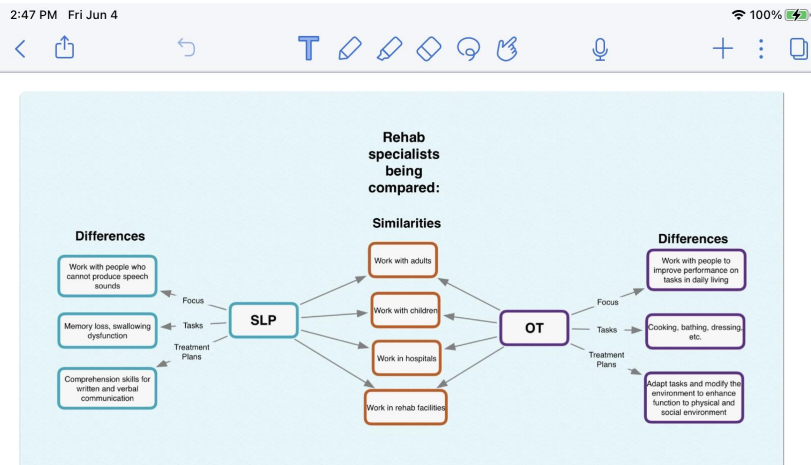 2:47 PM Fri Jun 4
100%
Rehab
specialists
being
compared:
Similarities
Differences
Differences
Work with people who
cannot produce speech
sounds
Focus
Memory loss, swallowing
dysfunction
Tasks
Treatment
Plans
Comprehension skills for
written and verbal
communication
SLP
Work with adults
Work with children
Work in hospitals
Work in rehab facilities
OT
Focus
Work with people to
improve performance on
tasks in daily living
Tasks
Cooking, bathing, dressing,
etc.
Treatment
Plans
Adapt tasks and modify the
environment to enhance
function to physical and
social environment